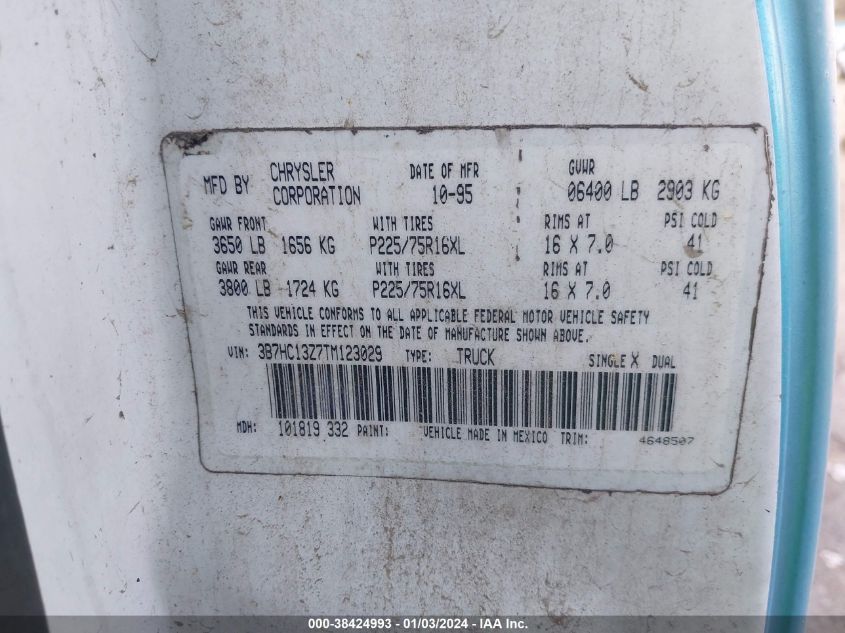 MFD BY CHRYSLER CORPORATION DATE OF MFR 10-95 GVWR 06400 LB 2903 KG
GAWR FRONT WITH TIRES RIMS AT PSI COLD
3650 LB 1656 KG P225/75R16XL 16 X 7.0 41
GAWR REAR WITH TIRES RIMS AT PSI COLD
3800 LB 1724 KG P225/75R16XL 16 X 7.0 41
THIS VEHICLE CONFORMS TO ALL APPLICABLE FEDERAL MOTOR VEHICLE SAFETY
STANDARDS IN EFFECT ON THE DATE OF MANUFACTURE SHOWN ABOVE.
VIN: 3B7HC13Z7TM123029 TYPE: TRUCK SINGLE X DUAL
MDH: 101819 332 PAINT: VEHICLE MADE IN MEXICO TRIM: 4648507
000-38424993 - 01/03/2024 - Copyright © 2024 IAA, Inc.